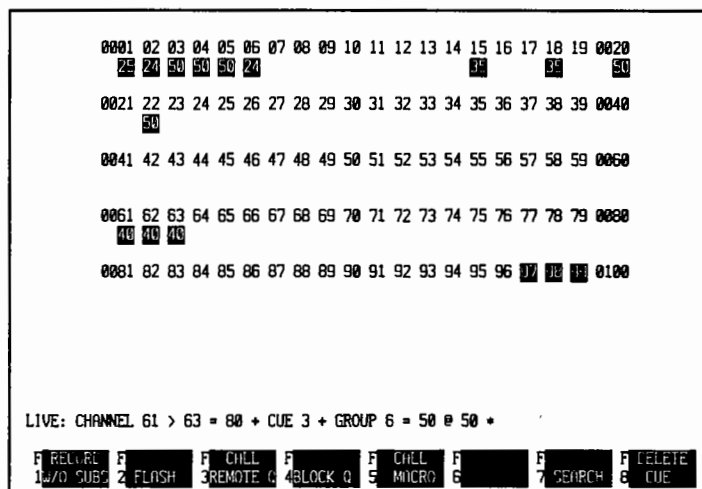 0001 02 03 04 05 06 07 08 09 10 11 12 13 14 15 16 17 18 19 0020
25 24 50 50 50 24 35 35 50
0021 22 23 24 25 26 27 28 29 30 31 32 33 34 35 36 37 38 39 0040
50
0041 42 43 44 45 46 47 48 49 50 51 52 53 54 55 56 57 58 59 0060
0061 62 63 64 65 66 67 68 69 70 71 72 73 74 75 76 77 78 79 0080
40 40 40
0081 82 83 84 85 86 87 88 89 90 91 92 93 94 95 96 97 98 99 0100
LIVE: CHANNEL 61 > 63 = 80 + CUE 3 + GROUP 6 = 50 @ 50 *
F RECORD F F CALL F F CALL F F F DELETE
1 W/O SUBS 2 FLASH 3 REMOTE Q 4 BLOCK Q 5 MACRO 6 7 SEARCH 8 CUE